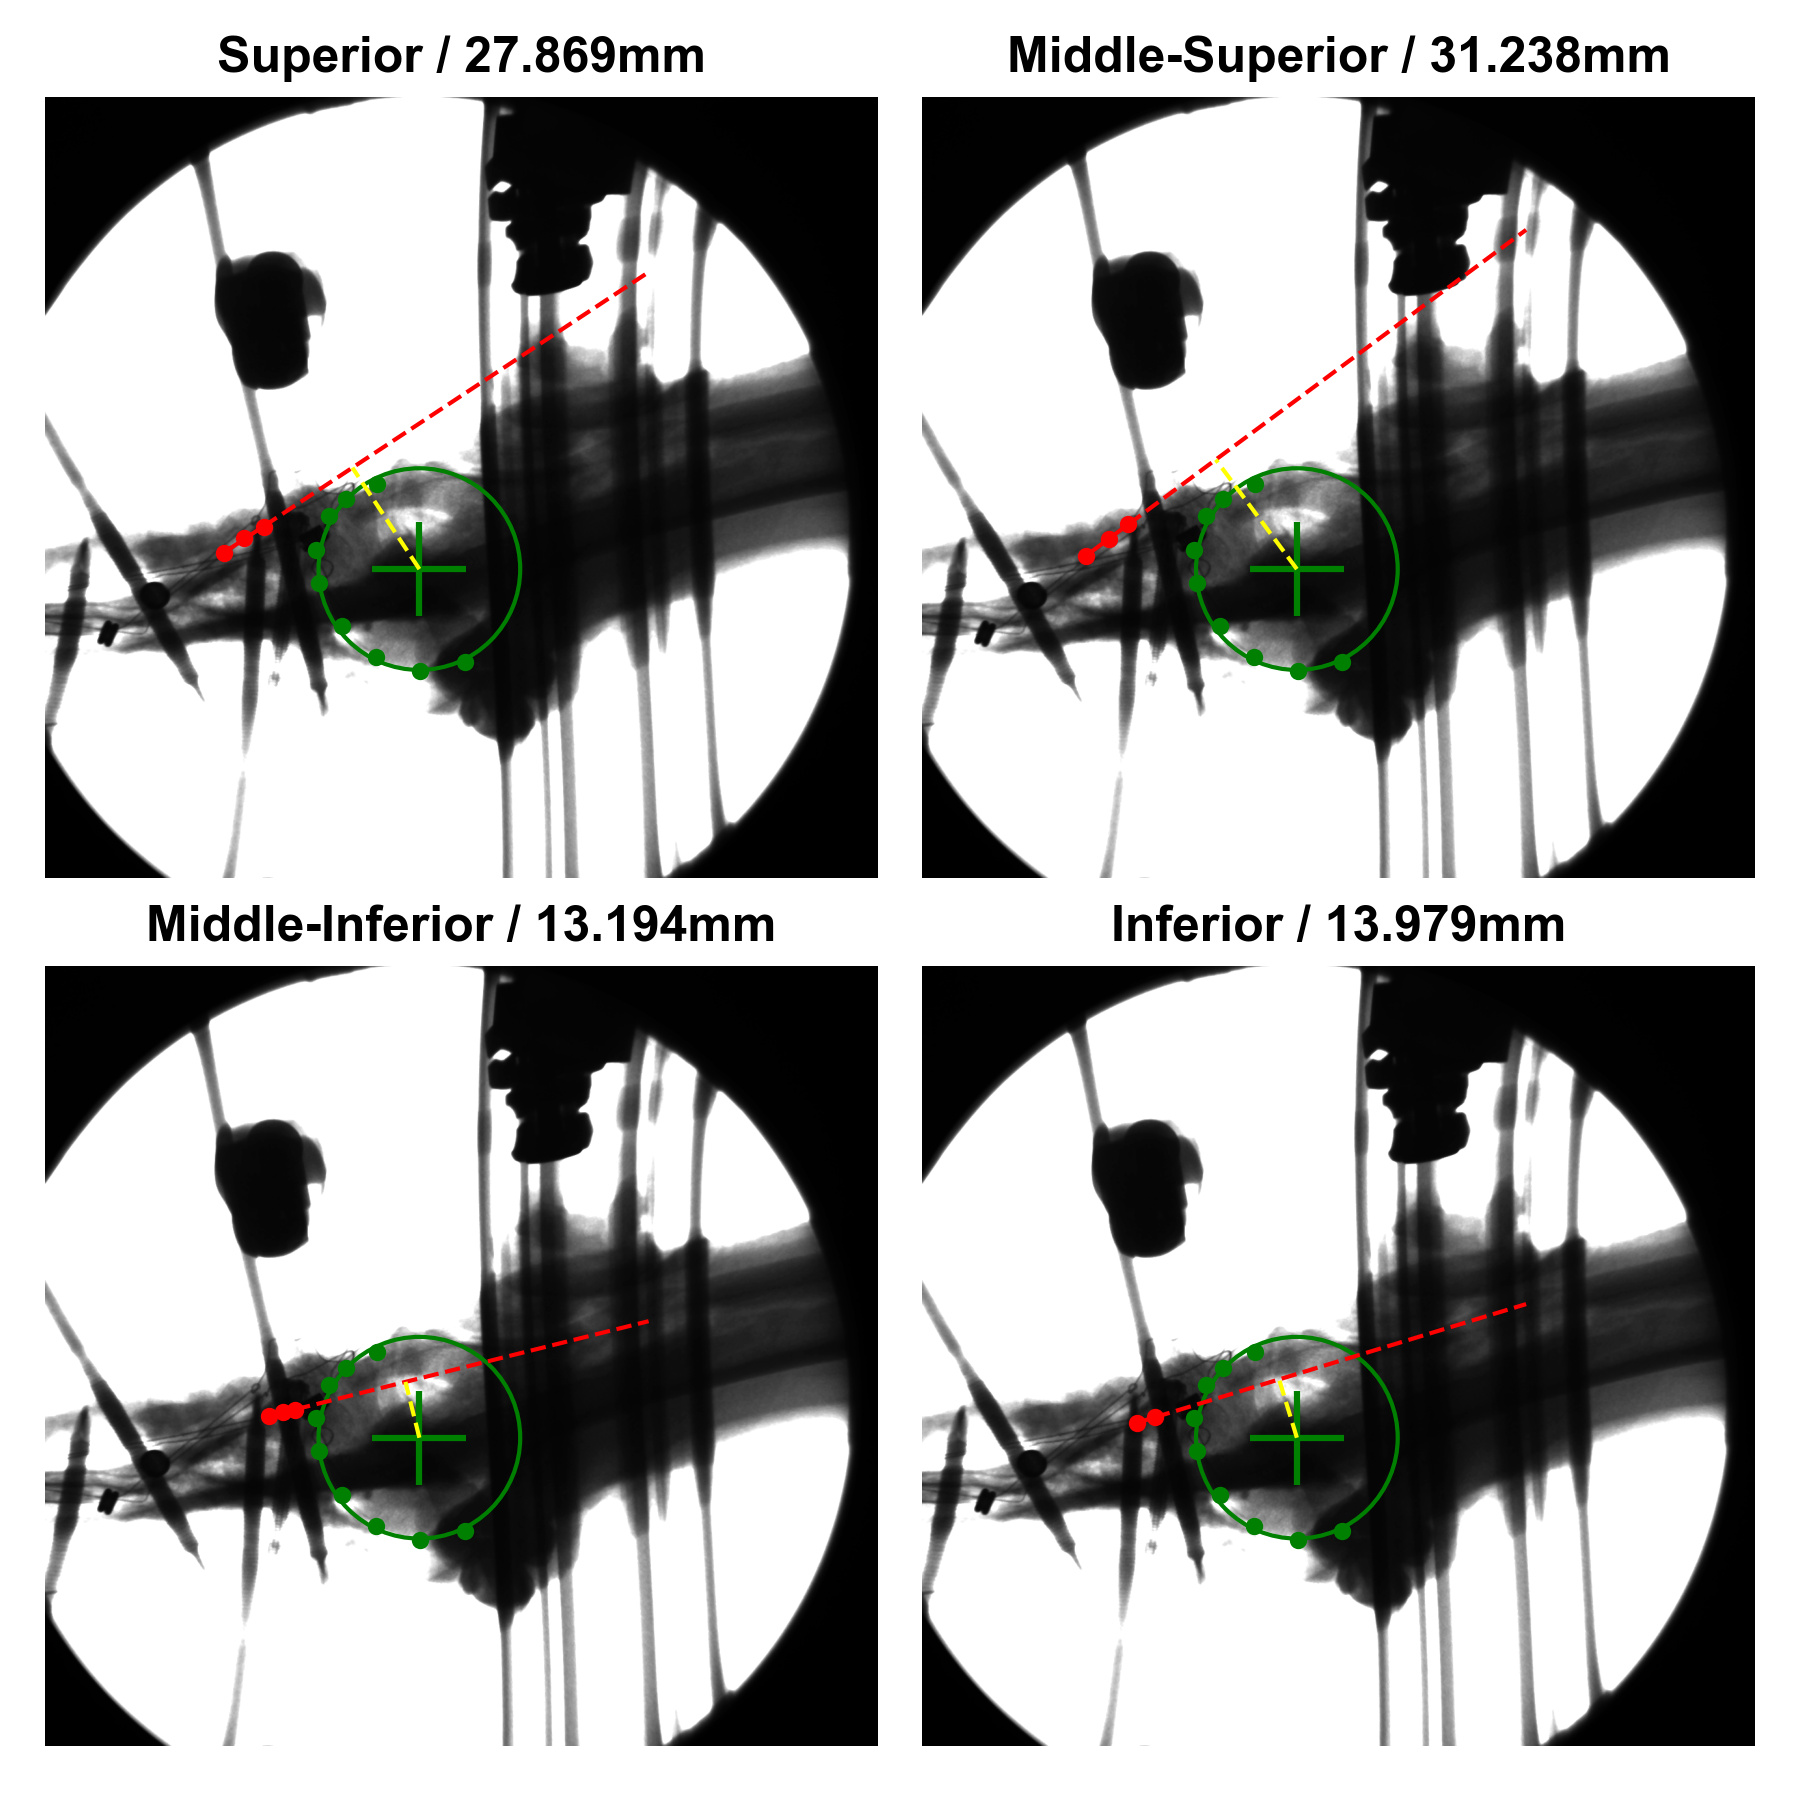 Superior / 27.869mm
Middle-Superior / 31.238mm
Middle-Inferior / 13.194mm
Inferior / 13.979mm